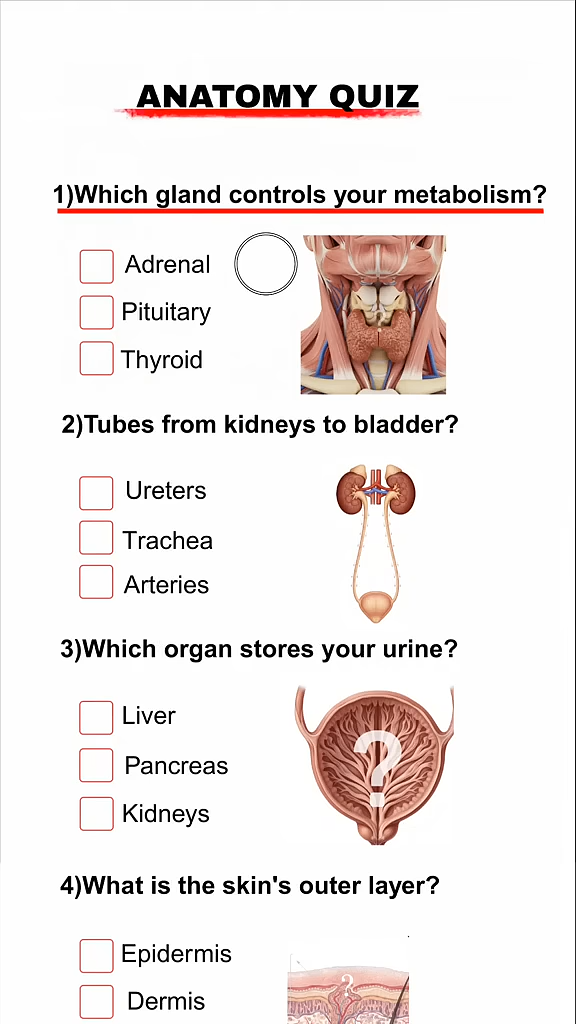 ANATOMY QUIZ
1)Which gland controls your metabolism?
Adrenal
Pituitary
Thyroid
2)Tubes from kidneys to bladder?
Ureters
Trachea
Arteries
3)Which organ stores your urine?
Liver
Pancreas
Kidneys
?
4)What is the skin's outer layer?
Epidermis
?
Dermis